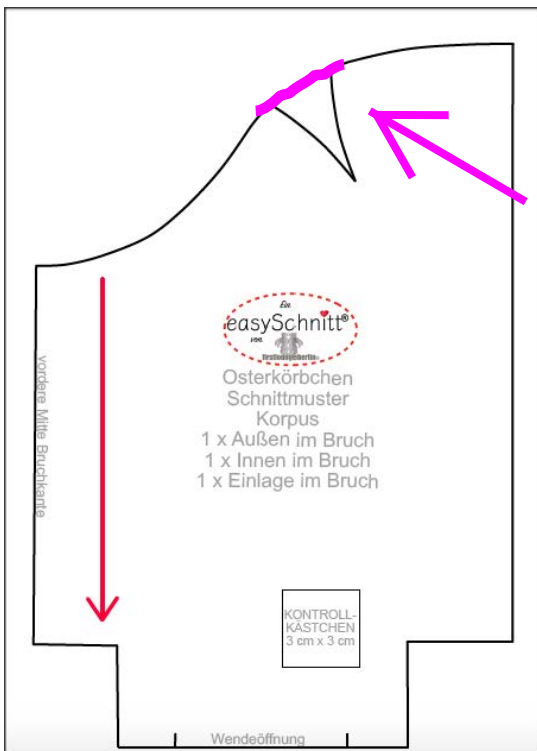 Ein
easySchnitt®
von
firstloungeberlin
Osterkörbchen
Schnittmuster
Korpus
1 x Außen im Bruch
1 x Innen im Bruch
1 x Einlage im Bruch
vordere Mitte Bruchkante
KONTROLL-
KÄSTCHEN
3 cm x 3 cm
Wendeöffnung